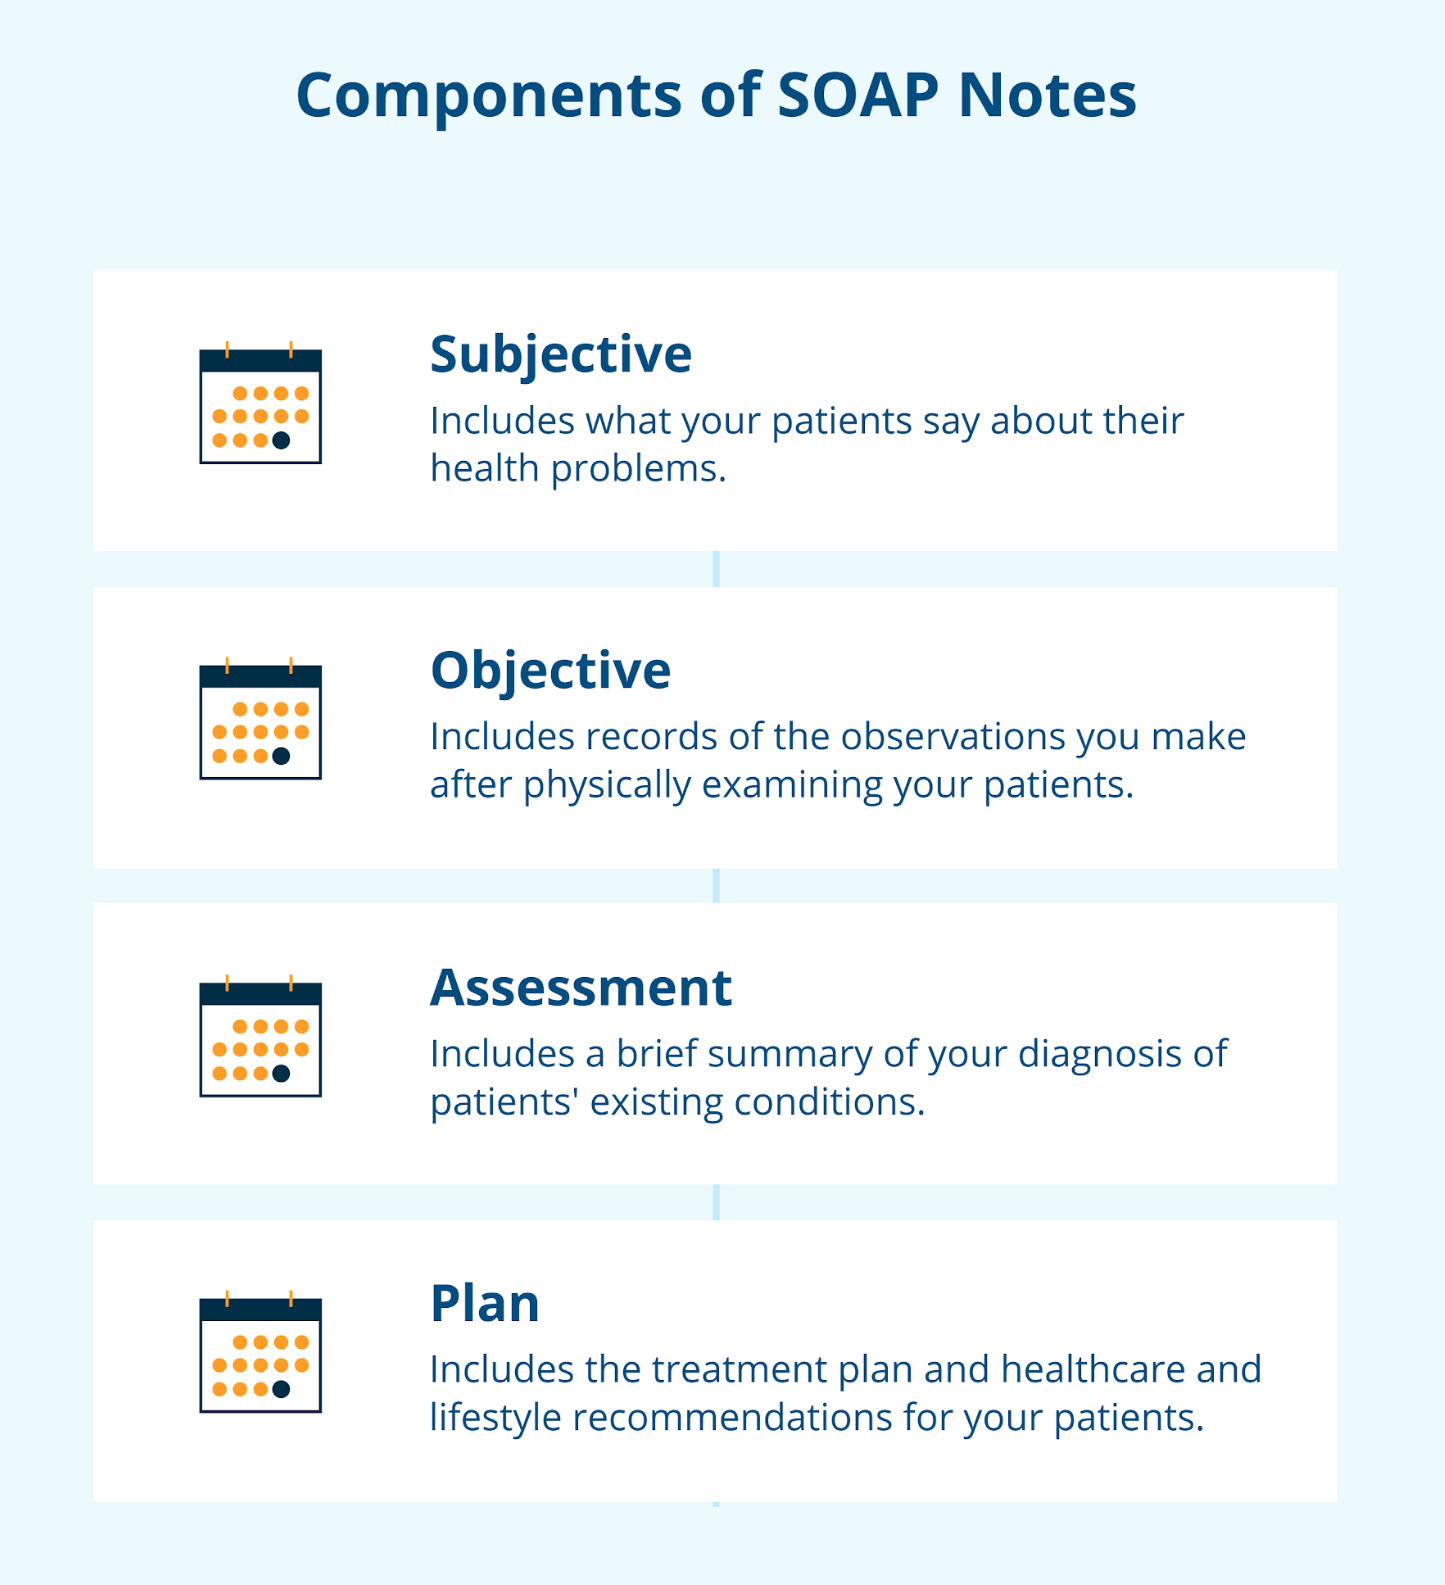 Components of SOAP Notes
Subjective
Includes what your patients say about their
health problems.
Objective
Includes records of the observations you make
after physically examining your patients.
Assessment
Includes a brief summary of your diagnosis of
patients' existing conditions.
Plan
Includes the treatment plan and healthcare and
lifestyle recommendations for your patients.